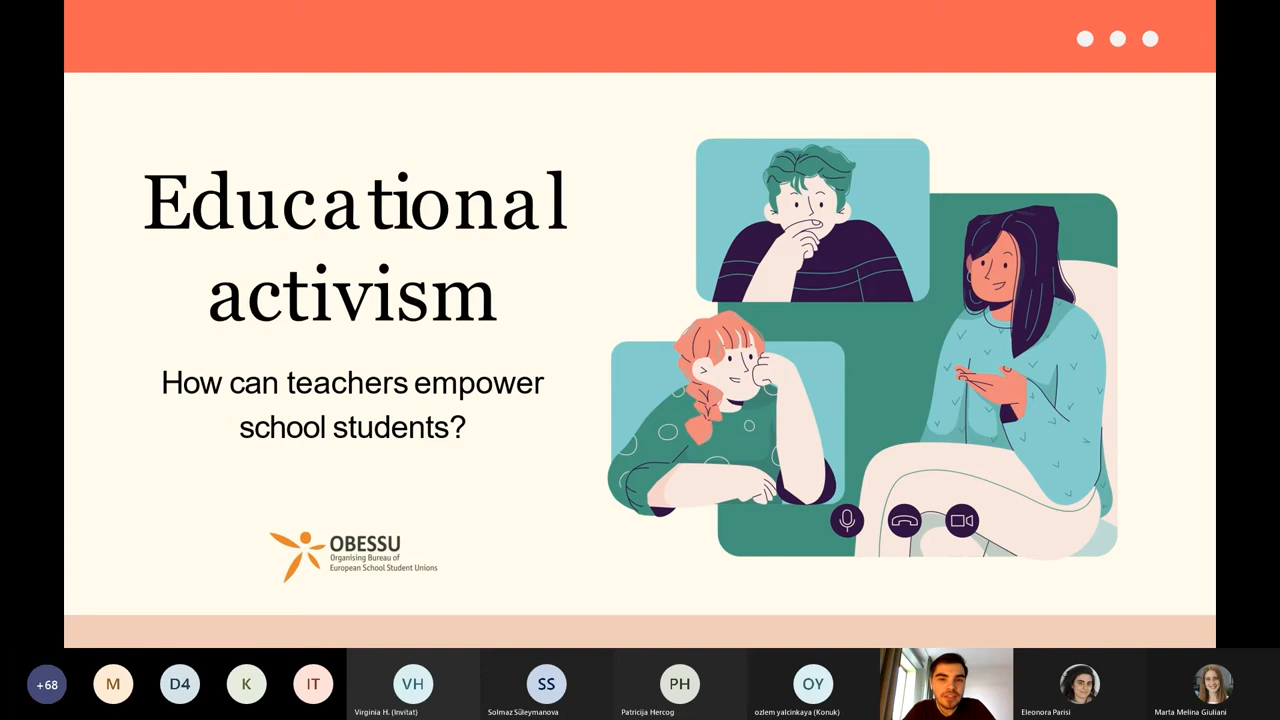 Educational
activism
How can teachers empower
school students?
OBESSU
Organising Bureau of
European School Student Unions
+68
M
D4
K
IT
VH
SS
PH
OY
Virginia H. (Invitat)
Solmaz Süleymanova
Patricija Hercog
ozlem yalcinkaya (Konuk)
Eleonora Parisi
Marta Melina Giuliani